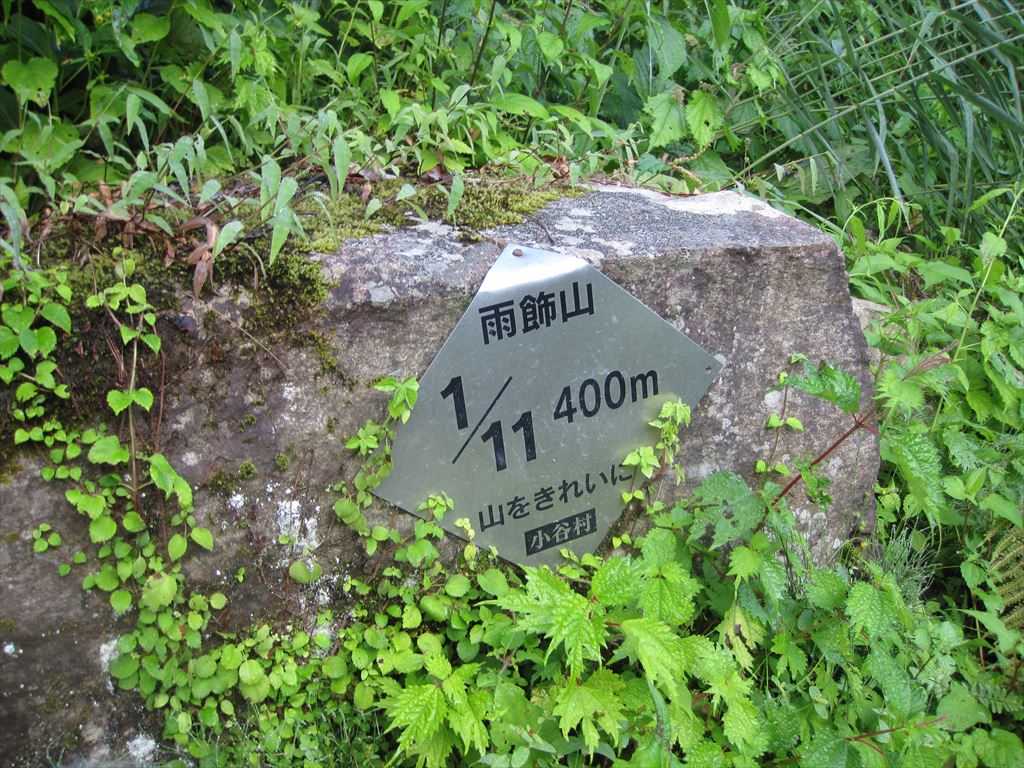 雨飾山
1/11 400m
山をきれいに
小谷村